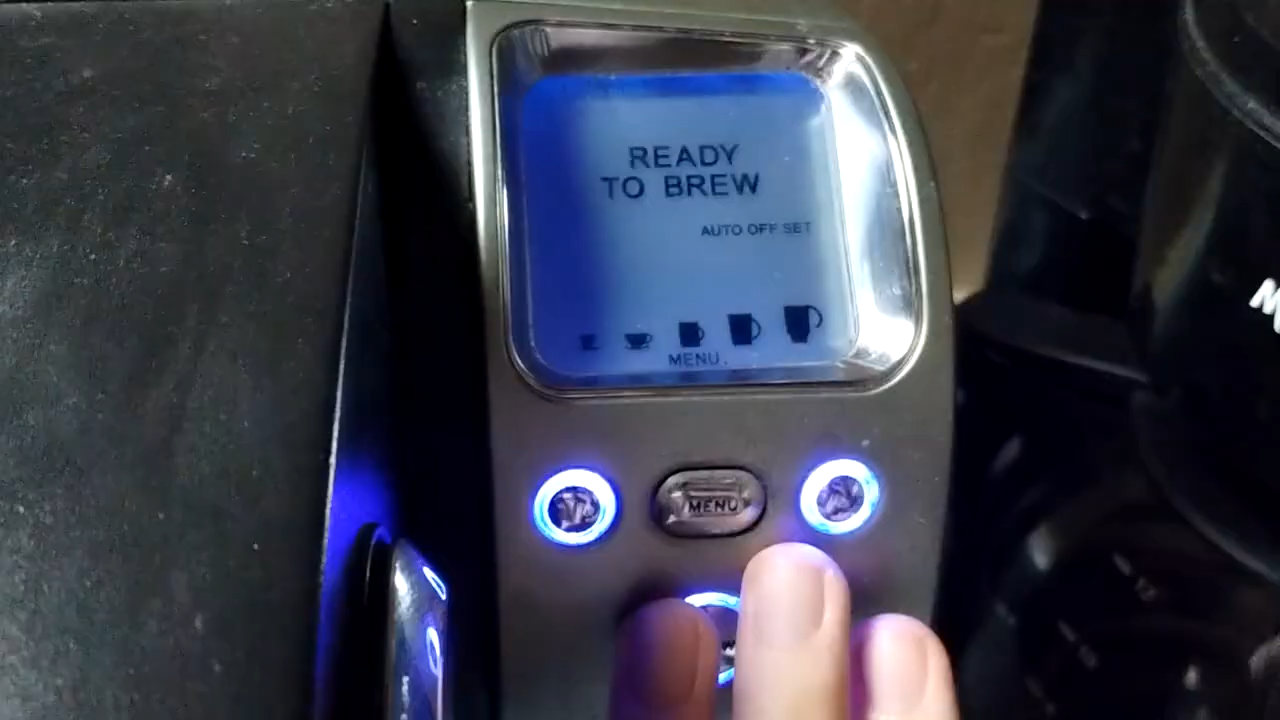 READY
TO BREW
AUTO OFF SET
MENU
MENU